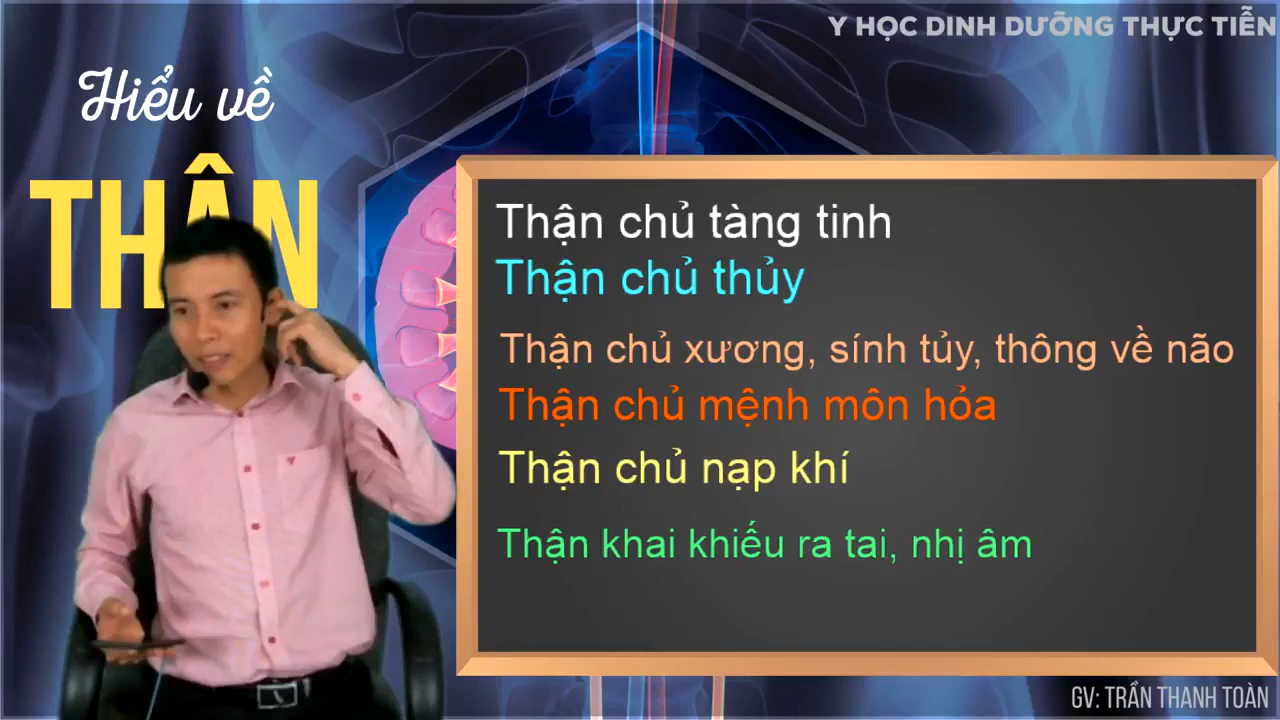 Y HỌC DINH DƯỠNG THỰC TIỄN
Hiểu về
THẬN
Thận chủ tàng tinh
Thận chủ thủy
Thận chủ xương, sính tủy, thông về não
Thận chủ mệnh môn hỏa
Thận chủ nạp khí
Thận khai khiếu ra tai, nhị âm
GV: TRẦN THANH TOÀN